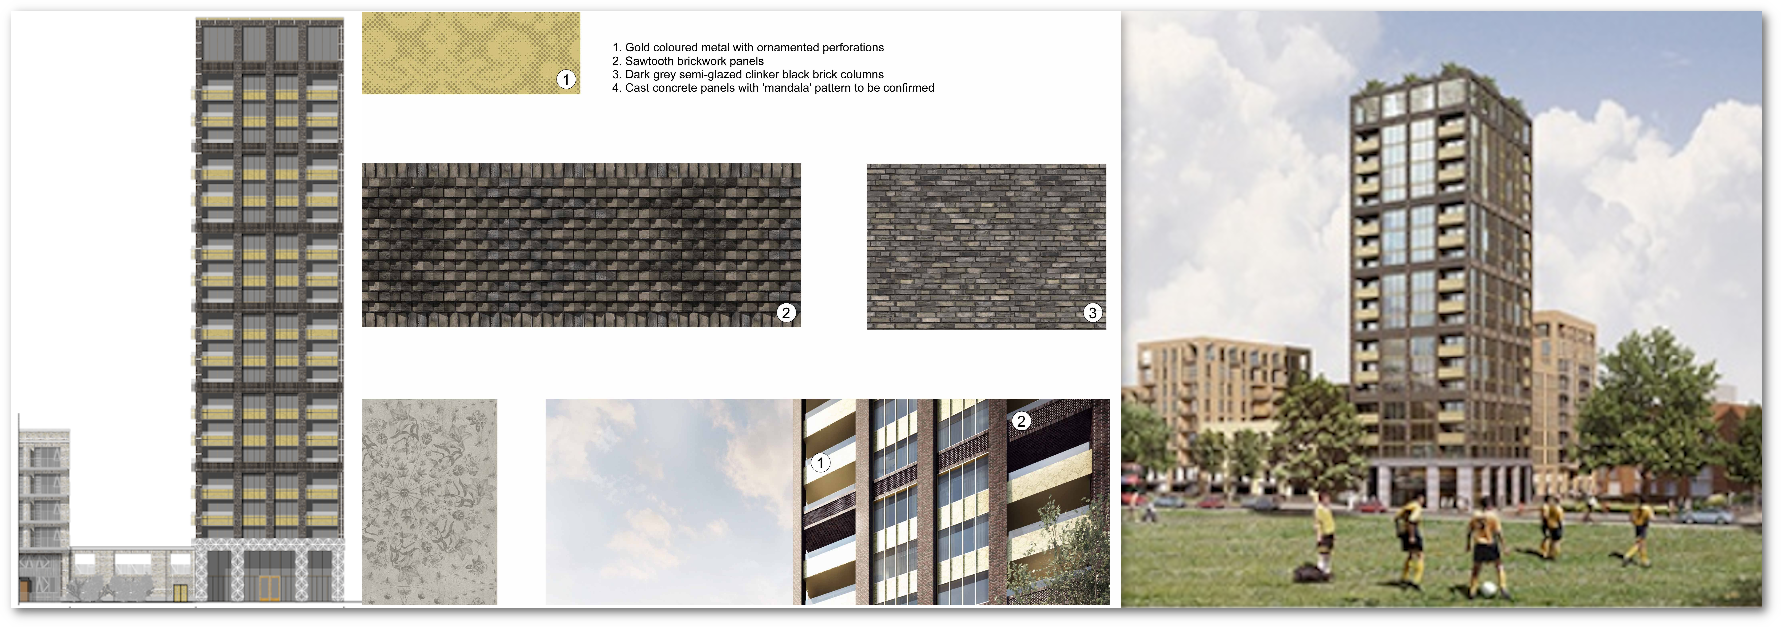 1. Gold coloured metal with ornamented perforations
2. Sawtooth brickwork panels
3. Dark grey semi-glazed clinker black brick columns
4. Cast concrete panels with 'mandala' pattern to be confirmed
1
2
3
1
2